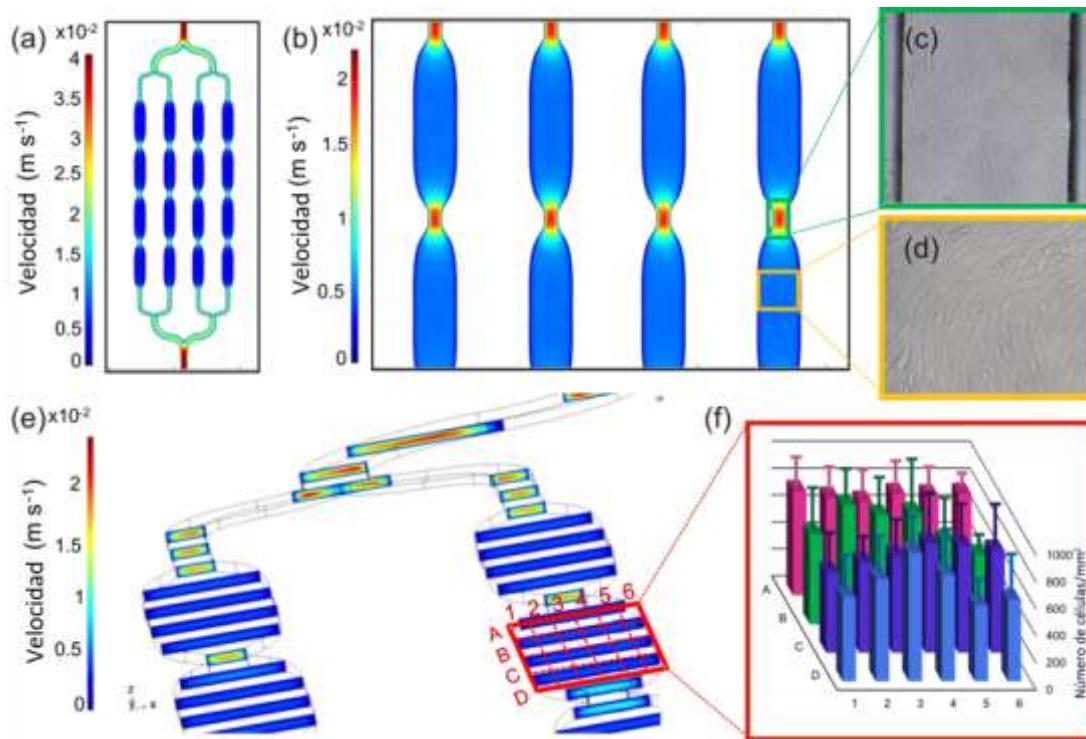 (a)
x10-2
4
3.5
3
2.5
2
1.5
1
0.5
0
Velocidad (m s-1)
(b)
x10-2
2
1.5
1
0.5
0
Velocidad (m s-1)
(c)
(d)
(e)
x10-2
2
1.5
1
0.5
0
Velocidad (m s-1)
z
y
x
1 2 3 4 5 6
A
B
C
D
(f)
A
B
C
D
1 2 3 4 5 6
1000
800
600
400
200
0
Número de células/mm2